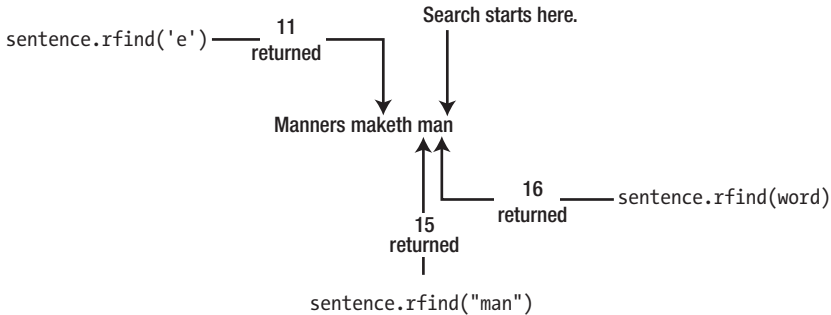 Search starts here.
sentence.rfind('e')
11
returned
Manners maketh man
16
returned
sentence.rfind(word)
15
returned
sentence.rfind("man")